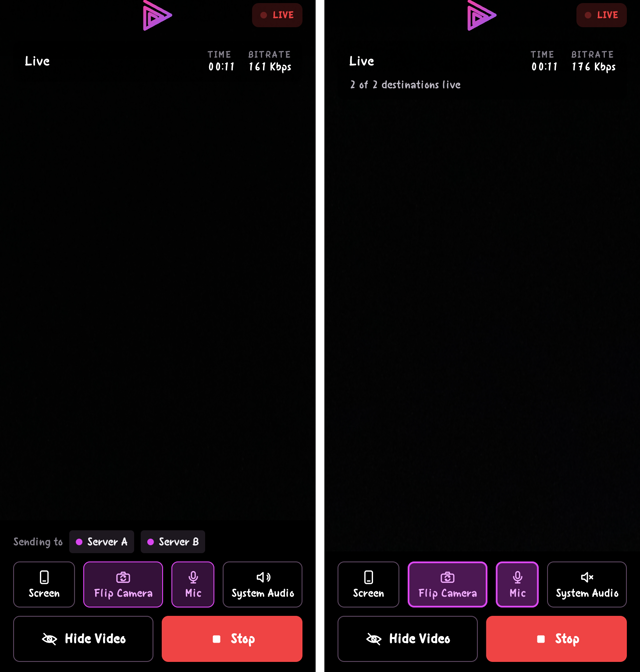 LIVE
Live
TIME BITRATE
00:11 161 Kbps
Sending to Server A Server B
Screen Flip Camera Mic System Audio
Hide Video Stop
LIVE
Live
TIME BITRATE
00:11 176 Kbps
2 of 2 destinations live
Screen Flip Camera Mic System Audio
Hide Video Stop